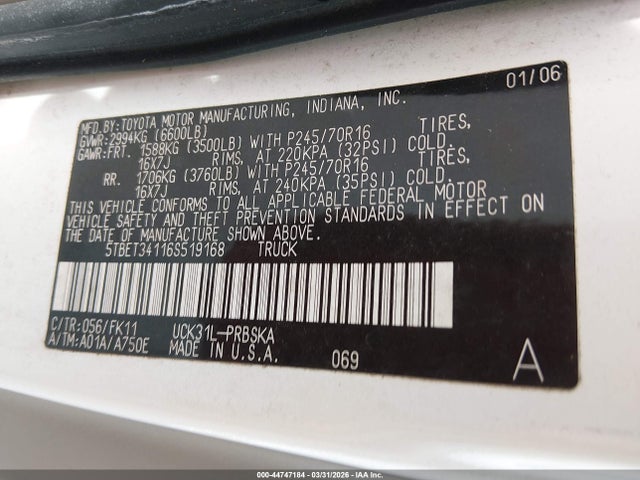 01/06
MFD.BY:TOYOTA MOTOR MANUFACTURING, INDIANA, INC.
GVWR:2994KG (6600LB)
GAWR:FRT. 1588KG (3500LB) WITH P245/70R16 TIRES,
16X7J RIMS, AT 220KPA (32PSI) COLD.
RR. 1706KG (3760LB) WITH P245/70R16 TIRES,
16X7J RIMS, AT 240KPA (35PSI) COLD.
THIS VEHICLE CONFORMS TO ALL APPLICABLE FEDERAL MOTOR
VEHICLE SAFETY AND THEFT PREVENTION STANDARDS IN EFFECT ON
THE DATE OF MANUFACTURE SHOWN ABOVE.
5TBET34116S519168 TRUCK
C/TR:056/FK11 UCK31L-PRBSKA
A/TM:A01A/A750E MADE IN U.S.A. 069 A
000-44747184 - 03/31/2026 - COPART